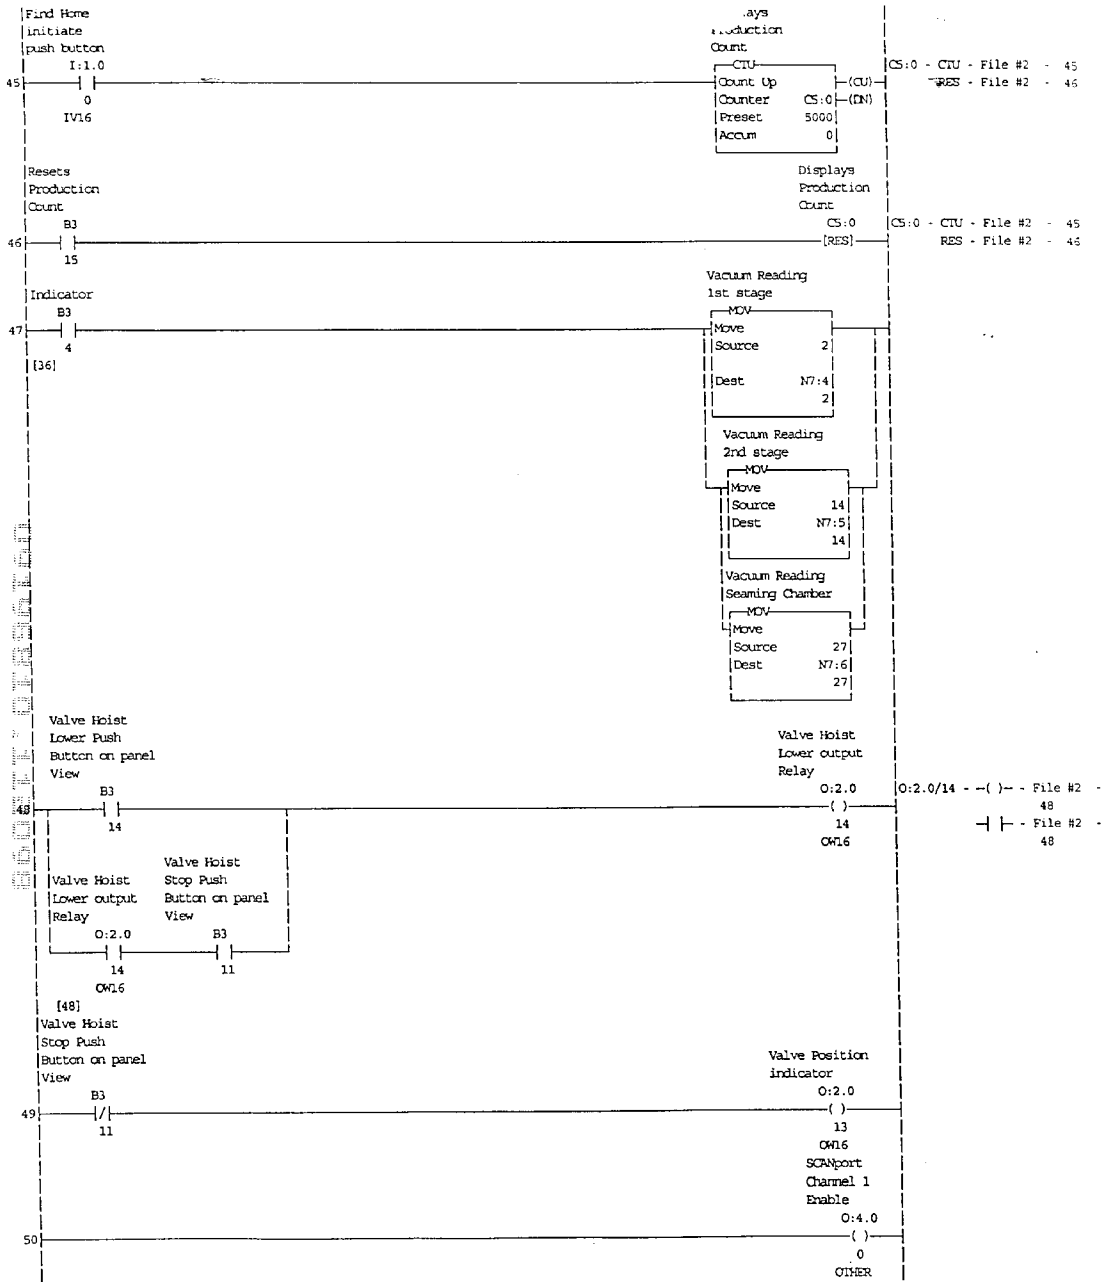 Find Home
initiate
push button
I:1.0
45
0
IV16
Production
Count
CTU
Count Up (CU)
Counter C5:0 (DN)
Preset 5000
Accum 0
C5:0 - CTU - File #2 - 45
RES - File #2 - 46
Resets
Production
Count
B3
46
15
Displays
Production
Count
C5:0
[RES]
C5:0 - CTU - File #2 - 45
RES - File #2 - 46
Indicator
B3
47
4
[36]
Vacuum Reading
1st stage
MOV
Move
Source 2
Dest N7:4
2
Vacuum Reading
2nd stage
MOV
Move
Source 14
Dest N7:5
14
Vacuum Reading
Seaming Chamber
MOV
Move
Source 27
Dest N7:6
27
Valve Hoist
Lower Push
Button on panel
View
B3
48
14
Valve Hoist
Lower output
Relay
O:2.0
( )
14
OW16
O:2.0/14 - -( )- - File #2 -
48
-| |- - File #2 -
48
Valve Hoist
Lower output
Relay
O:2.0
14
OW16
[48]
Valve Hoist
Stop Push
Button on panel
View
B3
11
Valve Hoist
Stop Push
Button on panel
View
B3
49
11
Valve Position
indicator
O:2.0
( )
13
OW16
SCANport
Channel 1
Enable
O:4.0
50
( )
0
OTHER